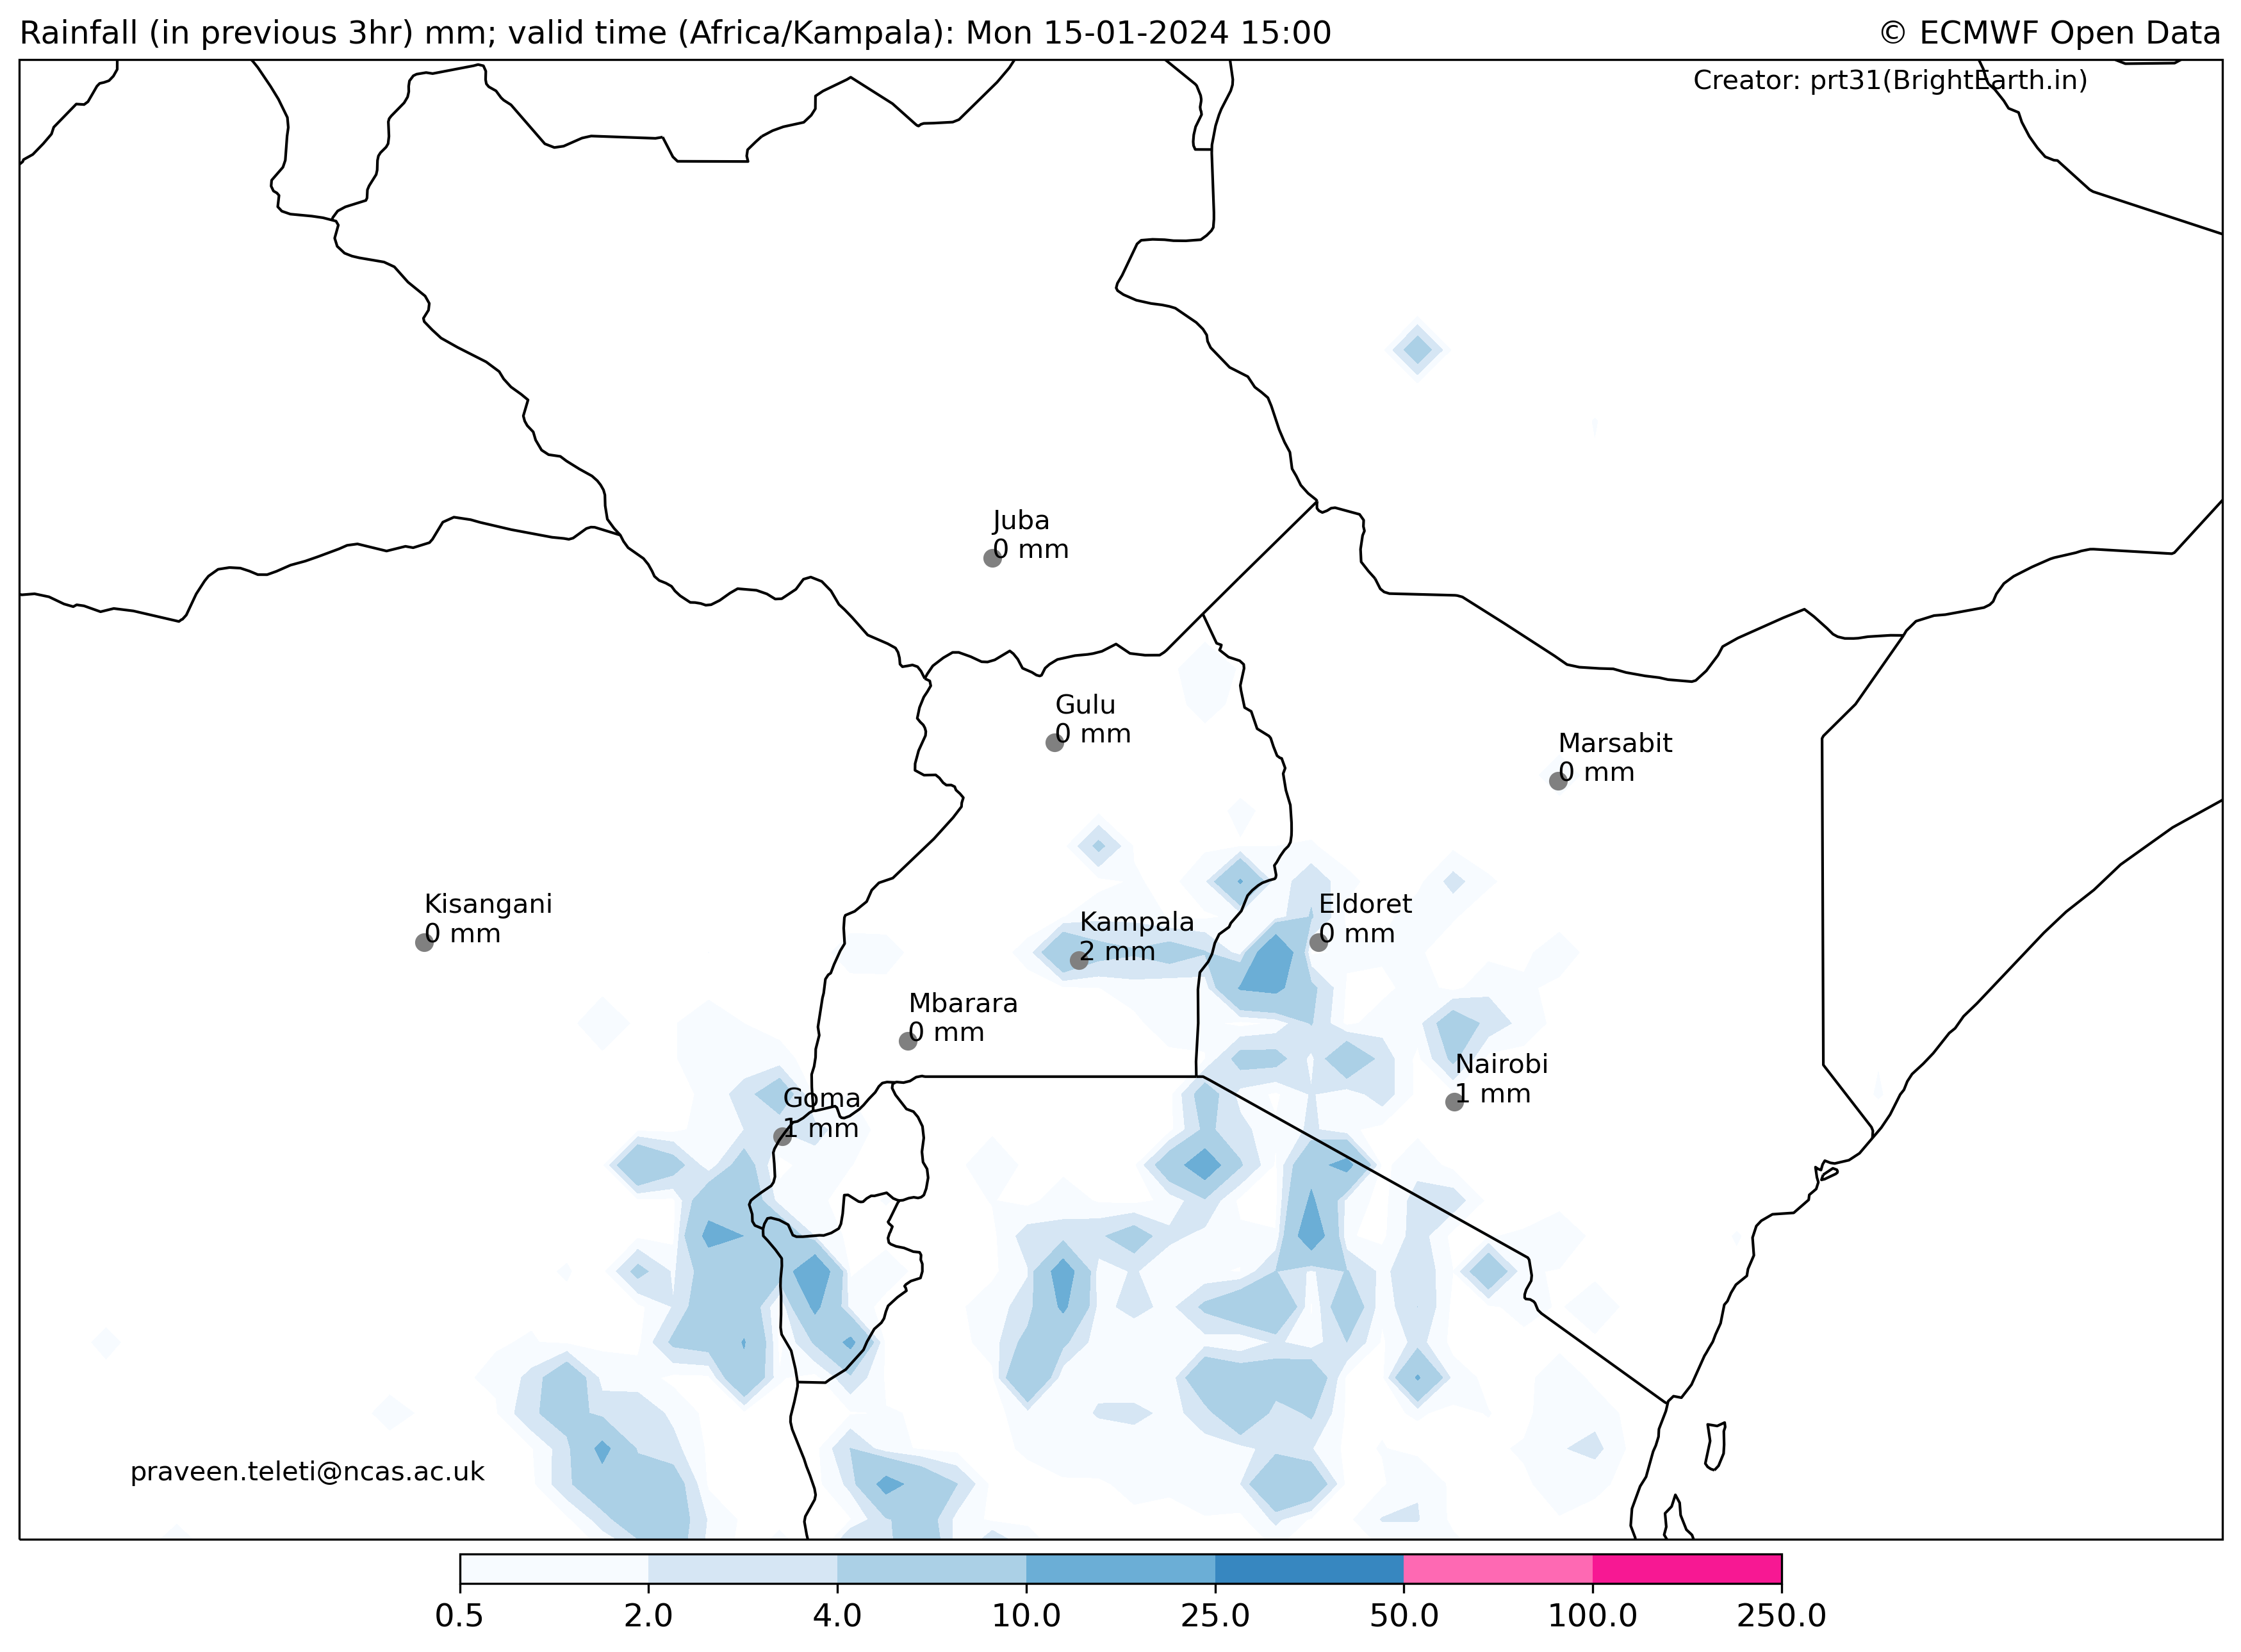 Rainfall (in previous 3hr) mm; valid time (Africa/Kampala): Mon 15-01-2024 15:00
© ECMWF Open Data
Creator: prt31(BrightEarth.in)
Juba
0 mm
Gulu
0 mm
Marsabit
0 mm
Kisangani
0 mm
Kampala
2 mm
Eldoret
0 mm
Mbarara
0 mm
Nairobi
1 mm
Goma
1 mm
praveen.teleti@ncas.ac.uk
0.5 2.0 4.0 10.0 25.0 50.0 100.0 250.0